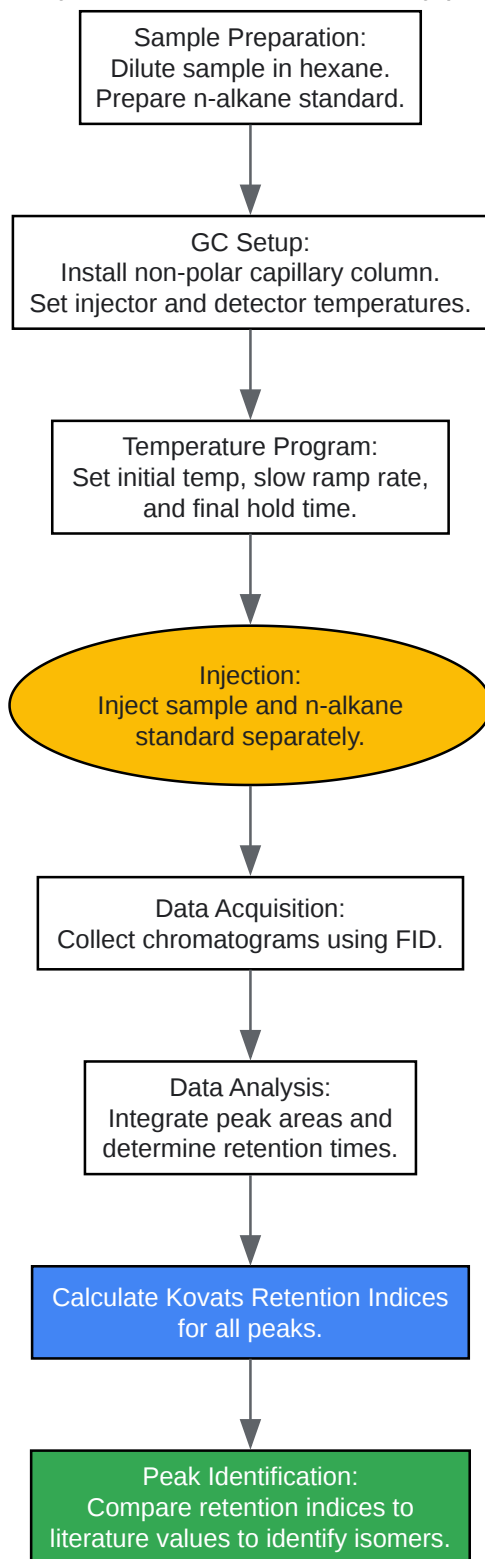 Sample Preparation:
Dilute sample in hexane.
Prepare n-alkane standard.
GC Setup:
Install non-polar capillary column.
Set injector and detector temperatures.
Temperature Program:
Set initial temp, slow ramp rate,
and final hold time.
Injection:
Inject sample and n-alkane
standard separately.
Data Acquisition:
Collect chromatograms using FID.
Data Analysis:
Integrate peak areas and
determine retention times.
Calculate Kovats Retention Indices
for all peaks.
Peak Identification:
Compare retention indices to
literature values to identify isomers.